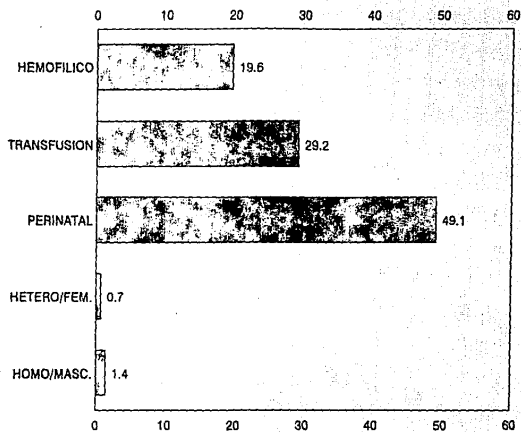 0 10 20 30 40 50 60
HEMOFILICO 19.6
TRANSFUSION 29.2
PERINATAL 49.1
HETERO/FEM. 0.7
HOMO/MASC. 1.4
0 10 20 30 40 50 60